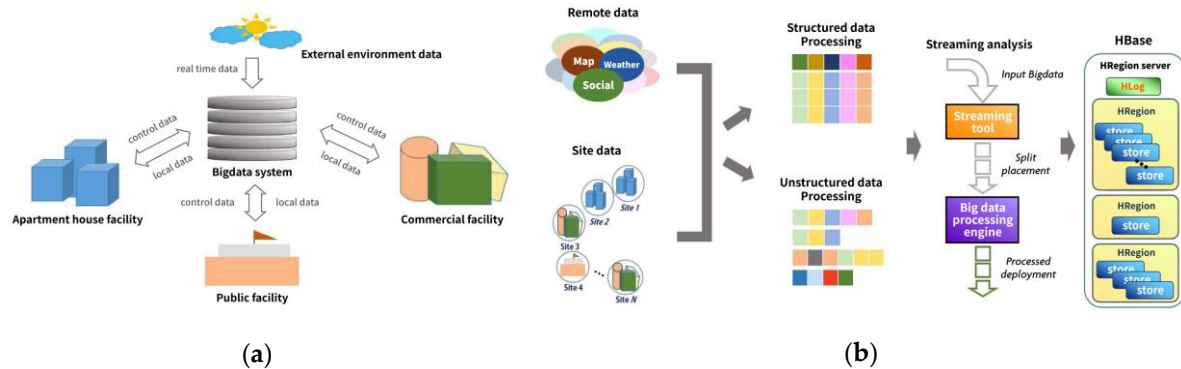 External environment data
real time data
control data
local data
control data
local data
Bigdata system
Apartment house facility
control data
local data
Commercial facility
Public facility
(a)
Remote data
Map
Weather
Social
Site data
Site 1
Site 2
Site 3
Site 4
Site N
Structured data
Processing
Unstructured data
Processing
Streaming analysis
Input Bigdata
Streaming
tool
Split
placement
Big data
processing
engine
Processed
deployment
HBase
HRegion server
HLog
HRegion
store
store
store
store
HRegion
store
HRegion
store
store
store
(b)